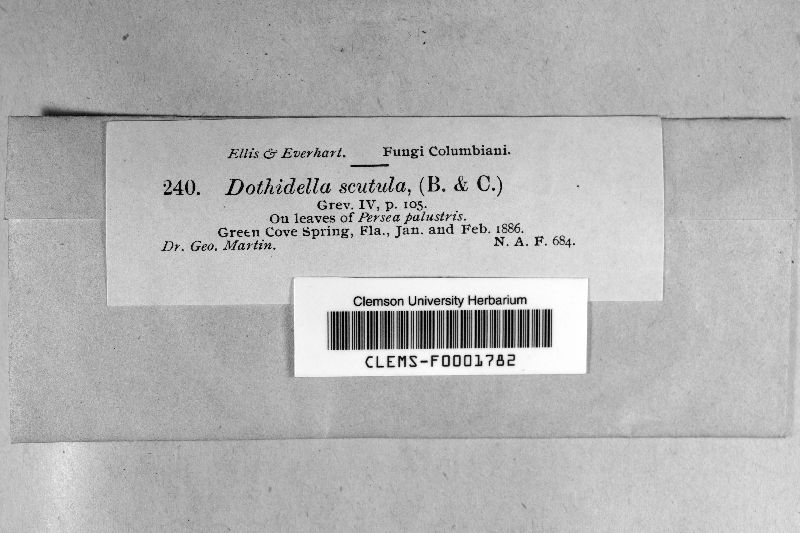 Ellis & Everhart. Fungi Columbiani.
240. Dothidella scutula, (B. & C.)
Grev. IV, p. 105.
On leaves of Persea palustris.
Green Cove Spring, Fla., Jan. and Feb. 1886.
Dr. Geo. Martin. N. A. F. 684.
Clemson University Herbarium
CLEMS-F0001782